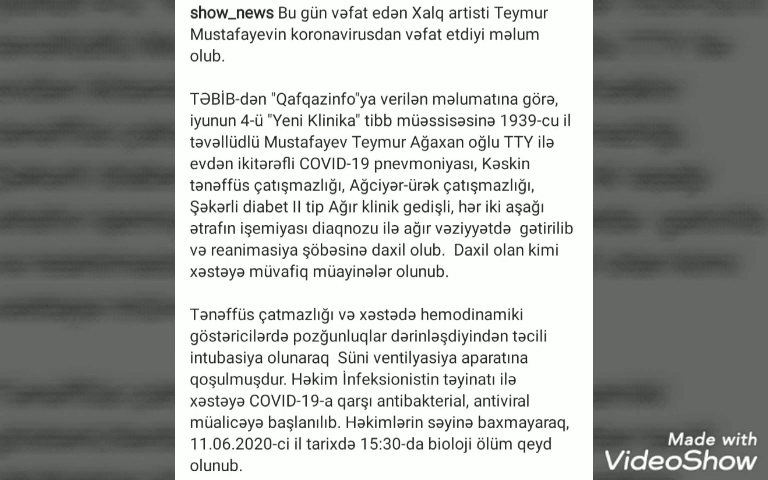 show_news Bu gün vəfat edən Xalq artisti Teymur
Mustafayevin koronavirusdan vəfat etdiyi məlum
olub.
TƏBİB-dən "Qafqazinfo"ya verilən məlumatına görə,
iyunun 4-ü "Yeni Klinika" tibb müəssisəsinə 1939-cu il
təvəllüdlü Mustafayev Teymur Ağaxan oğlu TTY ilə
evdən ikitərəfli COVID-19 pnevmoniyası, Kəskin
tənəffüs çatışmazlığı, Ağciyər-ürək çatışmazlığı,
Şəkərli diabet II tip Ağır klinik gedişli, hər iki aşağı
ətrafın işemiyası diaqnozu ilə ağır vəziyyətdə gətirilib
və reanimasiya şöbəsinə daxil olub. Daxil olan kimi
xəstəyə müvafiq müayinələr olunub.
Tənəffüs çatmazlığı və xəstədə hemodinamiki
göstəricilərdə pozğunluqlar dərinləşdiyindən təcili
intubasiya olunaraq Süni ventilyasiya aparatına
qoşulmuşdur. Həkim İnfeksionistin təyinatı ilə
xəstəyə COVID-19-a qarşı antibakterial, antiviral
müalicəyə başlanılıb. Həkimlərin səyinə baxmayaraq,
11.06.2020-ci il tarixdə 15:30-da bioloji ölüm qeyd
olunub.
Made with
VideoShow